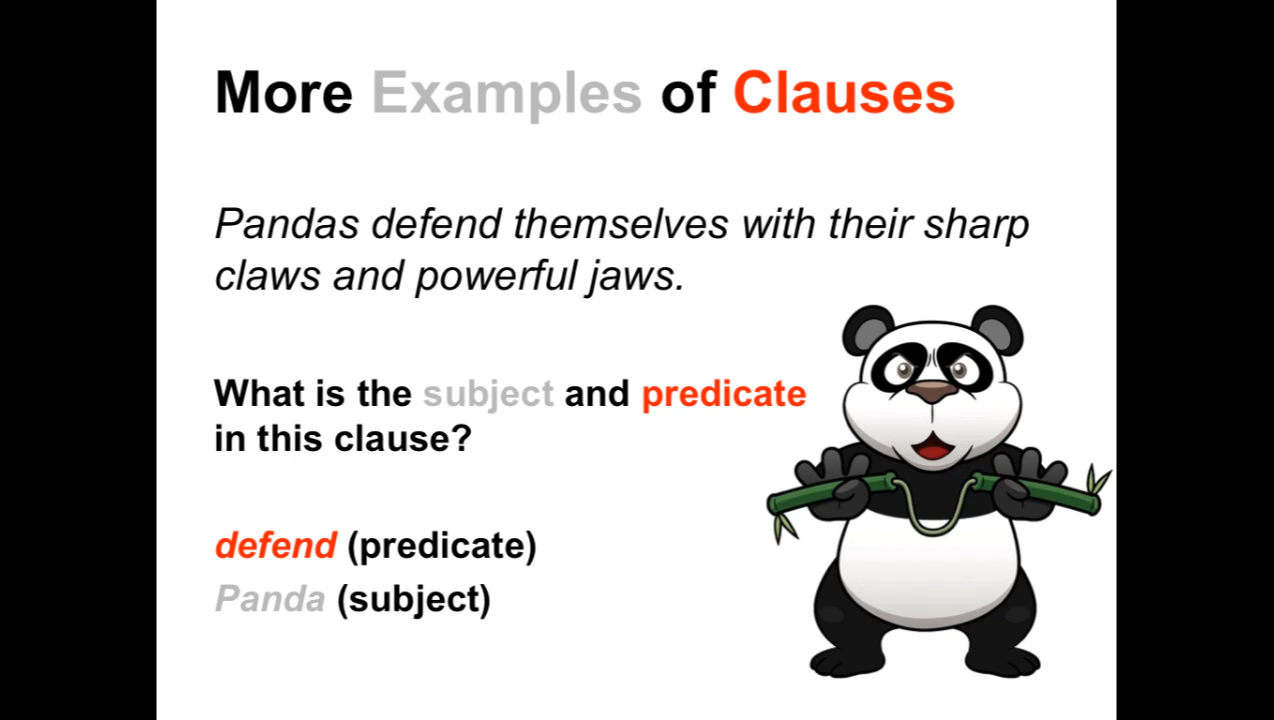 More Examples of Clauses
Pandas defend themselves with their sharp
claws and powerful jaws.
What is the subject and predicate
in this clause?
defend (predicate)
Panda (subject)